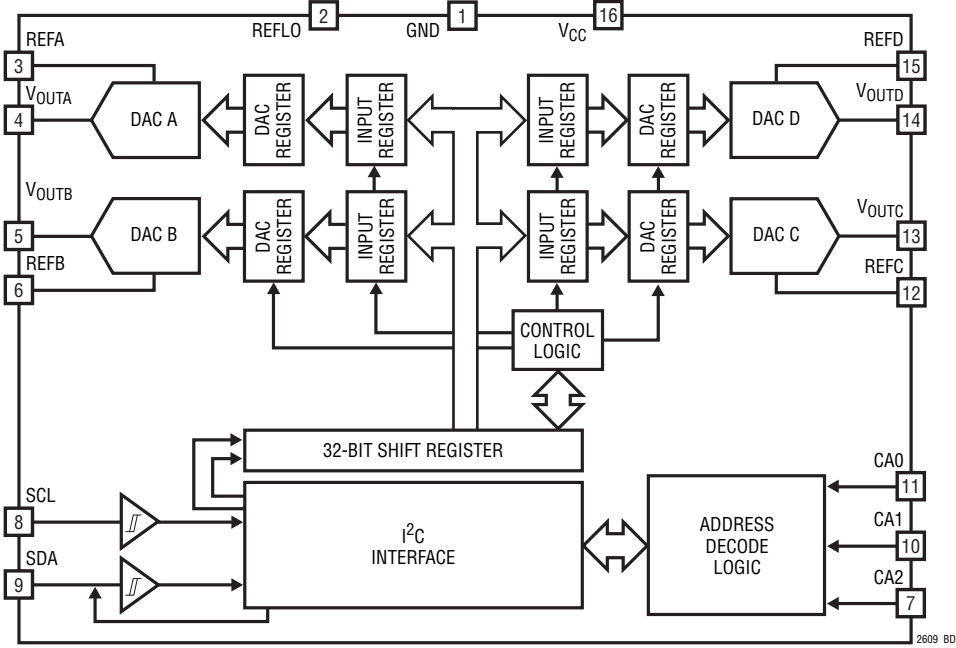 2
1
16
REFLO
GND
VCC
REFA
REFD
3
15
VOUTA
VOUTD
4
14
DAC A
DAC REGISTER
INPUT REGISTER
INPUT REGISTER
DAC REGISTER
DAC D
VOUTB
VOUTC
5
13
DAC B
DAC REGISTER
INPUT REGISTER
INPUT REGISTER
DAC REGISTER
DAC C
REFB
REFC
6
12
CONTROL
LOGIC
32-BIT SHIFT REGISTER
CA0
11
SCL
8
CA1
10
I2C
INTERFACE
ADDRESS
DECODE
LOGIC
SDA
9
CA2
7
2609 BD